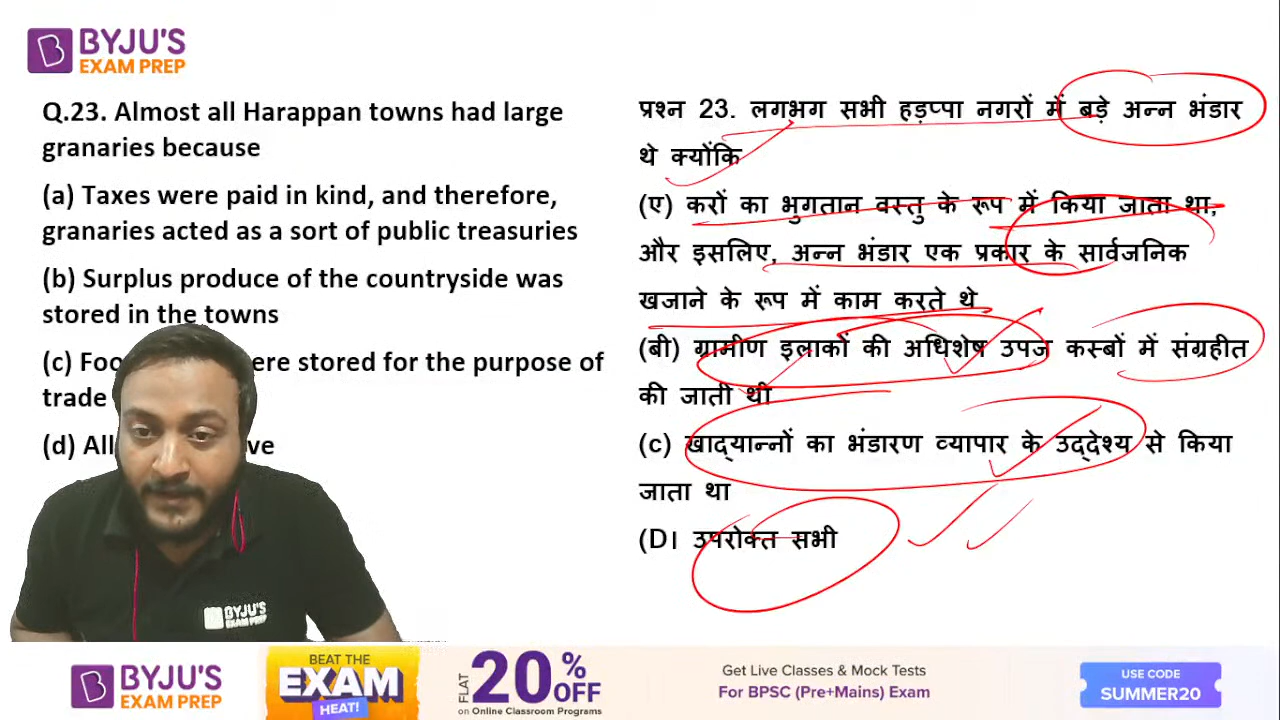 BYJU'S
EXAM PREP
Q.23. Almost all Harappan towns had large
granaries because
(a) Taxes were paid in kind, and therefore,
granaries acted as a sort of public treasuries
(b) Surplus produce of the countryside was
stored in the towns
(c) ere stored for the purpose of
trade
(d) All ve
प्रश्न 23. लगभग सभी हड़प्पा नगरों में बड़े अन्न भंडार
थे क्योंकि
(ए) करों का भुगतान वस्तु के रूप में किया जाता था,
और इसलिए, अन्न भंडार एक प्रकार के सार्वजनिक
खजाने के रूप में काम करते थे
(बी) ग्रामीण इलाकों की अधिशेष उपज कस्बों में संग्रहीत
की जाती थी
(c) खाद्यान्नों का भंडारण व्यापार के उद्देश्य से किया
जाता था
(D। उपरोक्त सभी
BYJU'S
EXAM PREP
BYJU'S
EXAM PREP
BEAT THE
EXAM
HEAT!
FLAT 20% OFF
on Online Classroom Programs
Get Live Classes & Mock Tests
For BPSC (Pre+Mains) Exam
USE CODE
SUMMER20